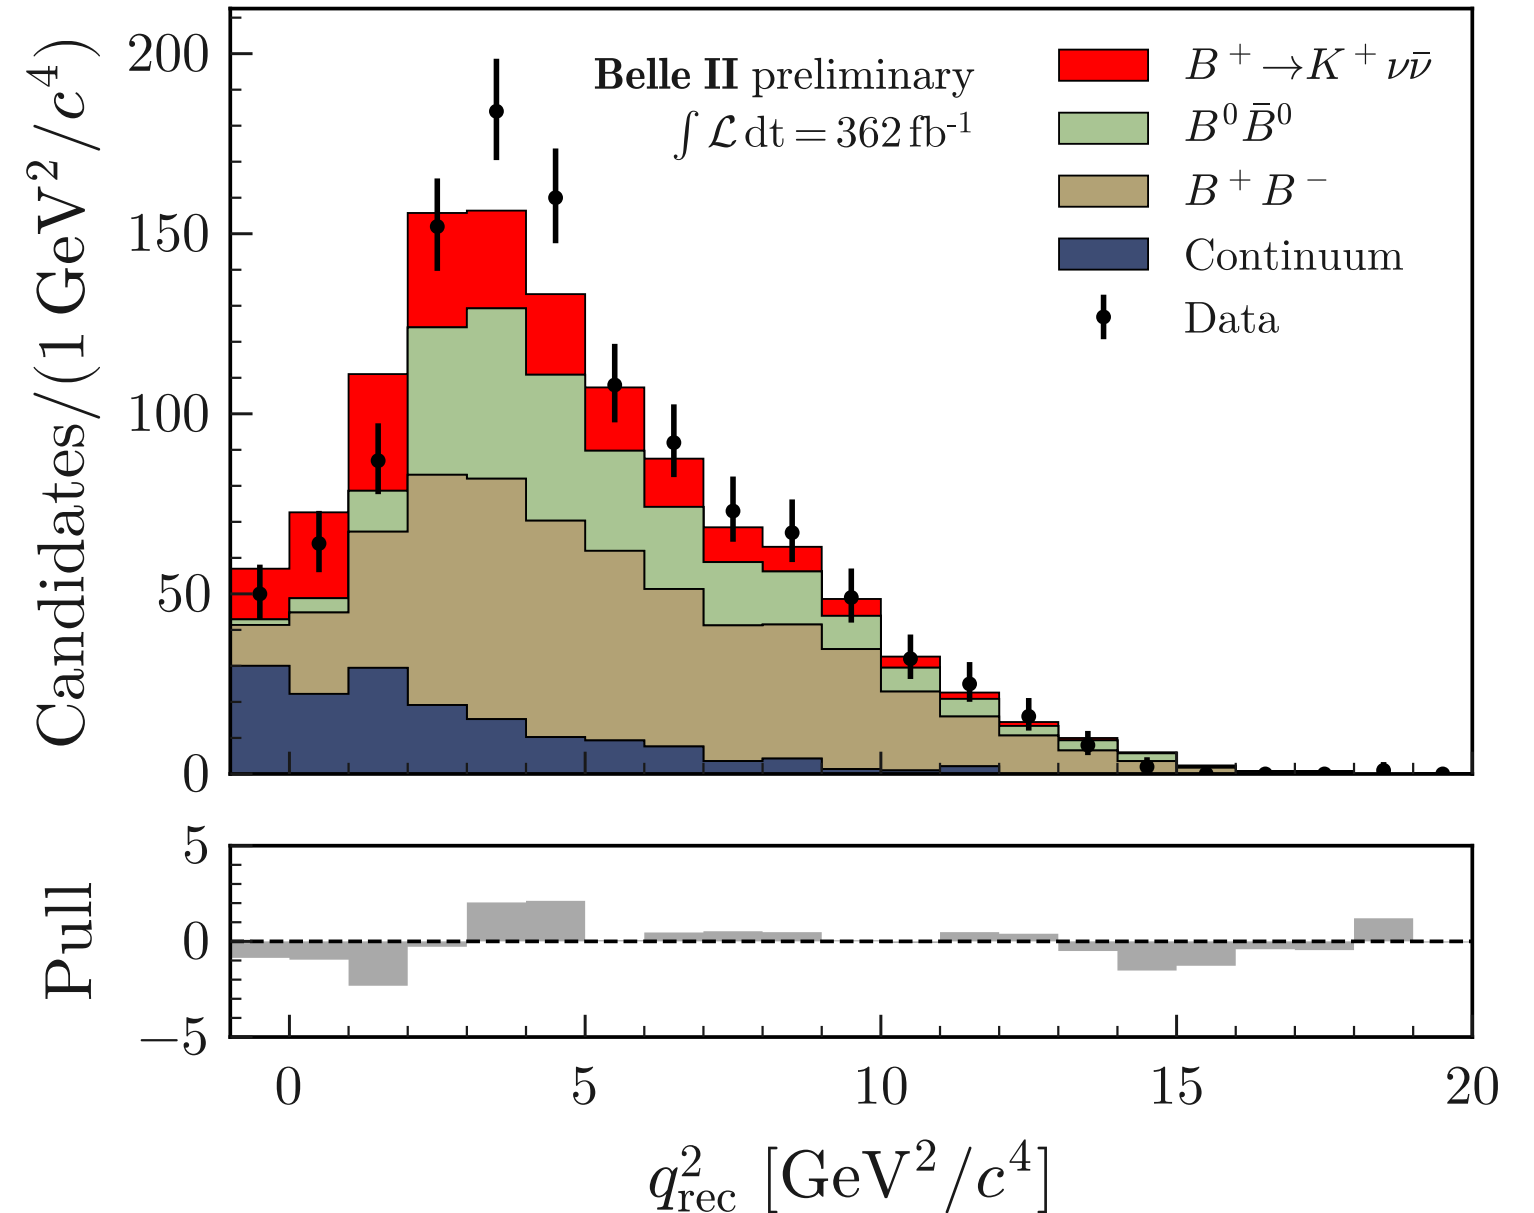 Candidates/(1 GeV²/c⁴)
200
150
100
50
0
Belle II preliminary
∫ ℒ dt = 362 fb⁻¹
B⁺→K⁺νν̄
B⁰B̄⁰
B⁺B⁻
Continuum
Data
Pull
5
0
−5
0 5 10 15 20
q²rec [GeV²/c⁴]